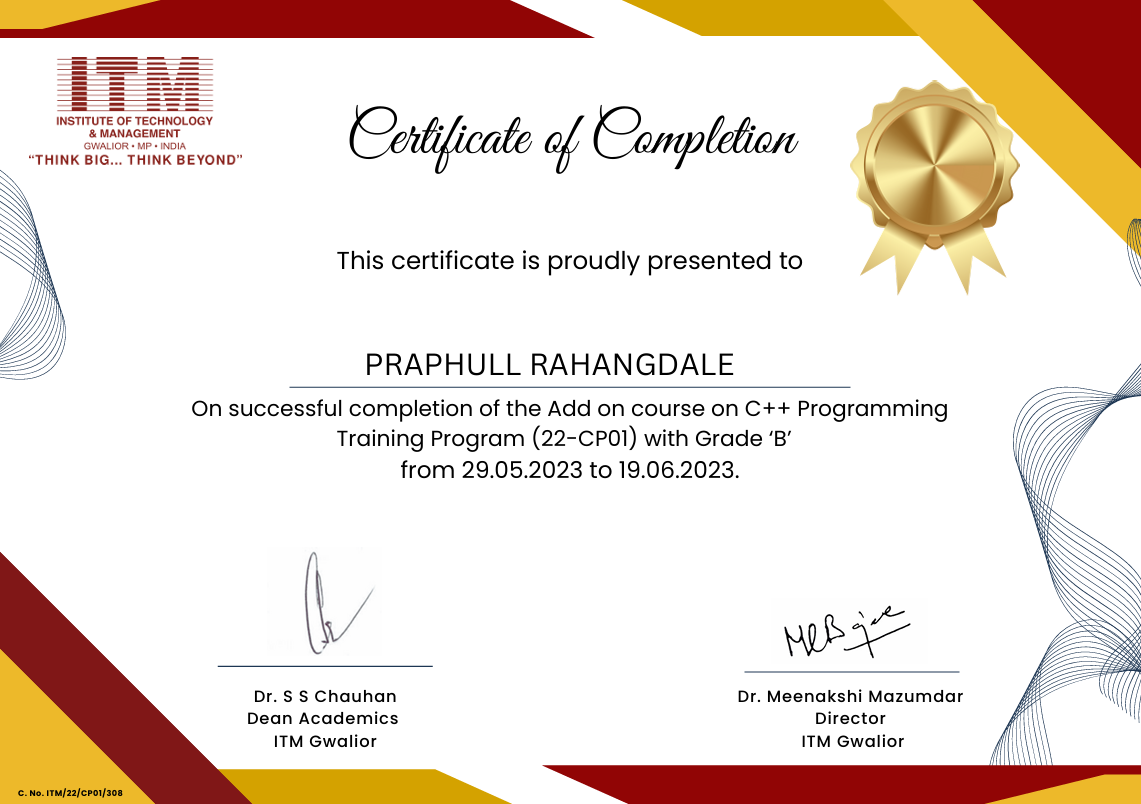 ITM
INSTITUTE OF TECHNOLOGY
& MANAGEMENT
GWALIOR • MP • INDIA
"THINK BIG... THINK BEYOND"
Certificate of Completion
This certificate is proudly presented to
PRAPHULL RAHANGDALE
On successful completion of the Add on course on C++ Programming
Training Program (22-CP01) with Grade ‘B’
from 29.05.2023 to 19.06.2023.
Dr. S S Chauhan
Dean Academics
ITM Gwalior
Dr. Meenakshi Mazumdar
Director
ITM Gwalior
C. No. ITM/22/CP01/308